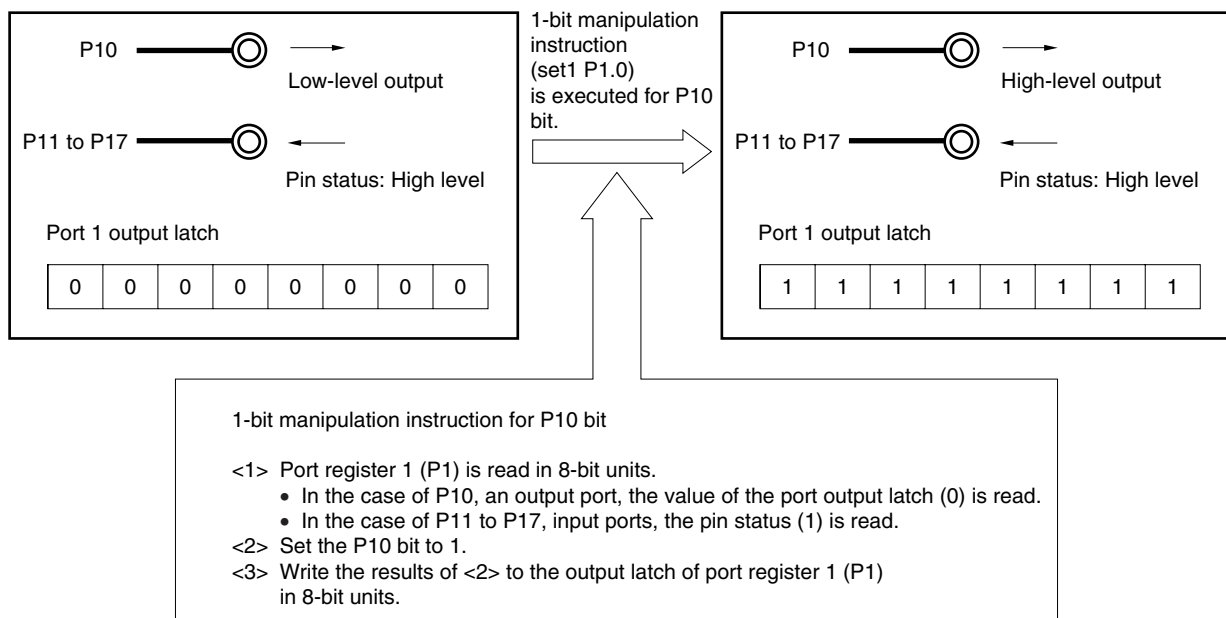 P10
Low-level output
P11 to P17
Pin status: High level
Port 1 output latch
0 0 0 0 0 0 0 0
1-bit manipulation
instruction
(set1 P1.0)
is executed for P10
bit.
P10
High-level output
P11 to P17
Pin status: High level
Port 1 output latch
1 1 1 1 1 1 1 1
1-bit manipulation instruction for P10 bit
<1> Port register 1 (P1) is read in 8-bit units.
• In the case of P10, an output port, the value of the port output latch (0) is read.
• In the case of P11 to P17, input ports, the pin status (1) is read.
<2> Set the P10 bit to 1.
<3> Write the results of <2> to the output latch of port register 1 (P1)
in 8-bit units.